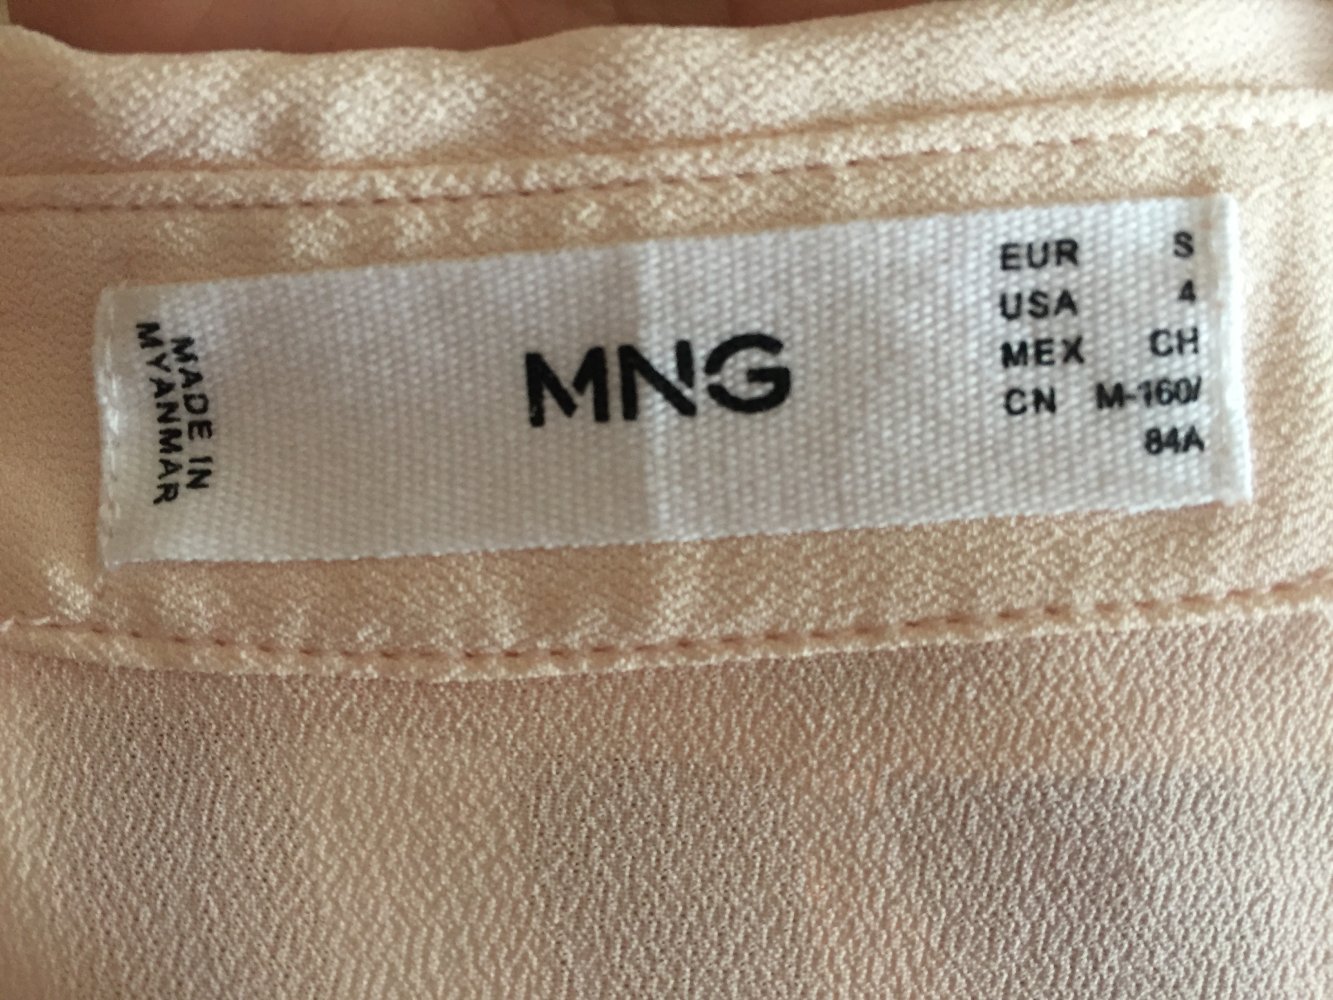 MADE IN
MYANMAR
MNG
EUR S
USA 4
MEX CH
CN M-160/
84A